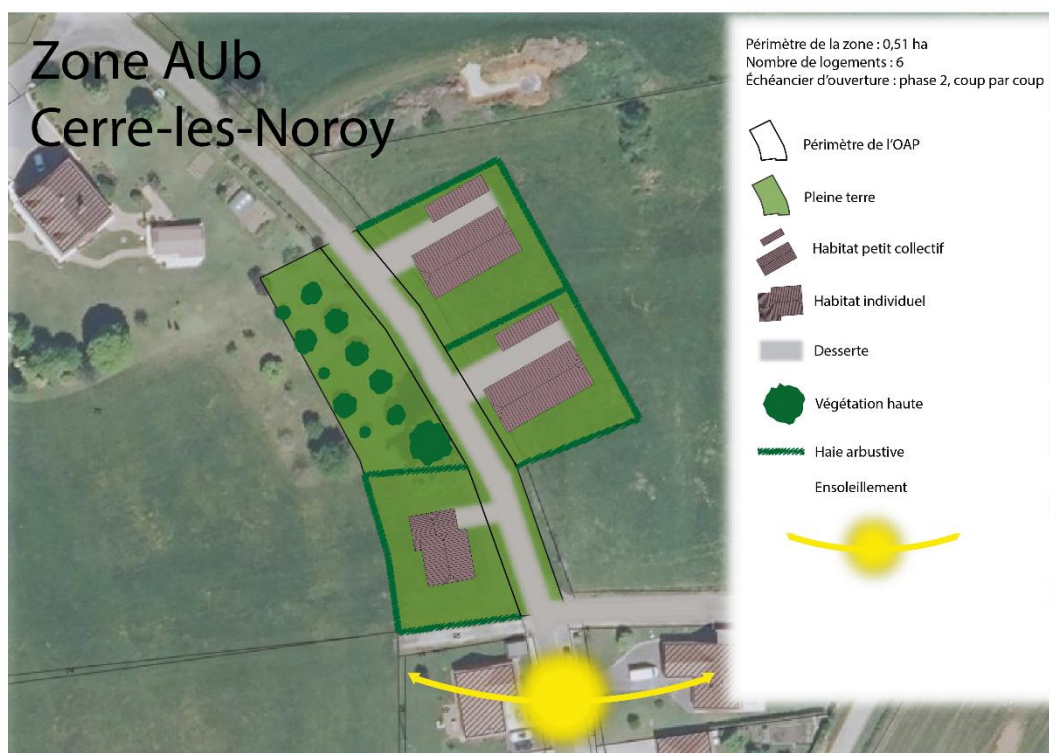 Zone AUb
Cerre-les-Noroy
Périmètre de la zone : 0,51 ha
Nombre de logements : 6
Échéancier d'ouverture : phase 2, coup par coup
Périmètre de l'OAP
Pleine terre
Habitat petit collectif
Habitat individuel
Desserte
Végétation haute
Haie arbustive
Ensoleillement